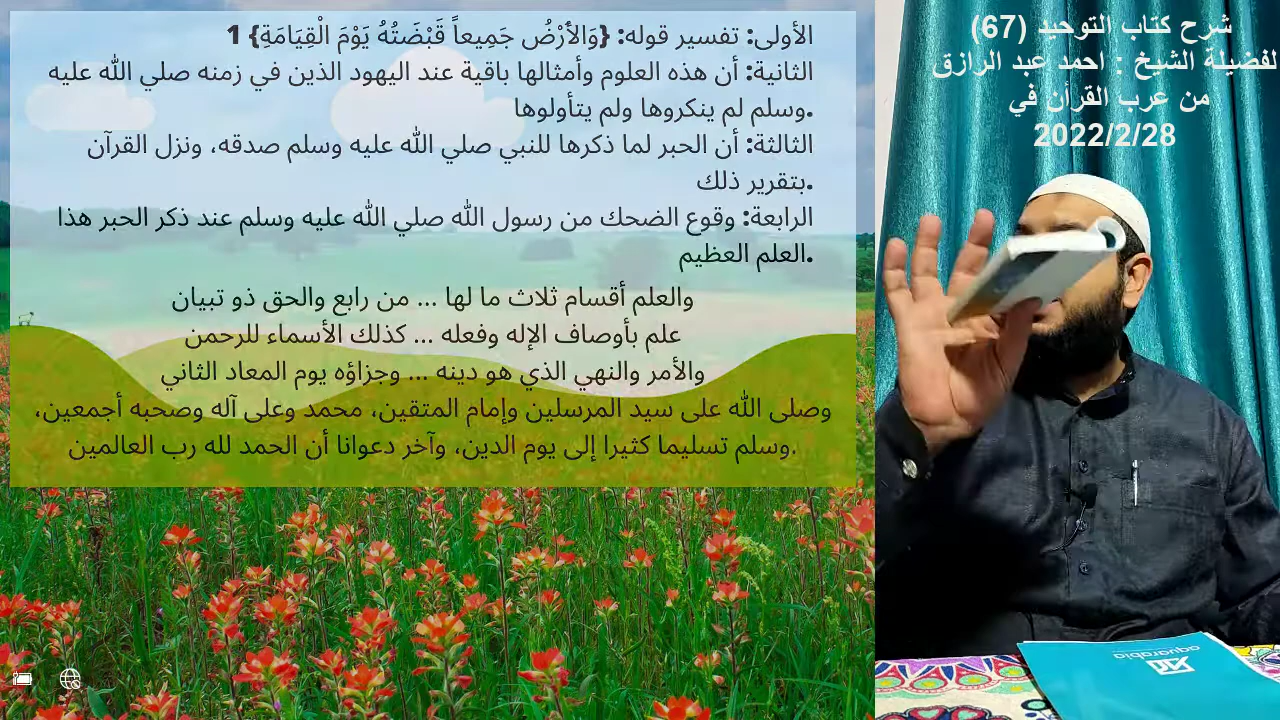 الأولى: تفسير قوله: {وَالأَرْضُ جَمِيعاً قَبْضَتُهُ يَوْمَ الْقِيَامَةِ} 1
الثانية: أن هذه العلوم وأمثالها باقية عند اليهود الذين في زمنه صلي الله عليه
وسلم لم ينكروها ولم يتأولوها.
الثالثة: أن الحبر لما ذكرها للنبي صلي الله عليه وسلم صدقه، ونزل القرآن
بتقرير ذلك.
الرابعة: وقوع الضحك من رسول الله صلي الله عليه وسلم عند ذكر الحبر هذا
العلم العظيم.
والعلم أقسام ثلاث ما لها ... من رابع والحق ذو تبيان
علم بأوصاف الإله وفعله ... كذلك الأسماء للرحمن
والأمر والنهي الذي هو دينه ... وجزاؤه يوم المعاد الثاني
وصلى الله على سيد المرسلين وإمام المتقين، محمد وعلى آله وصحبه أجمعين،
وسلم تسليما كثيرا إلى يوم الدين، وآخر دعوانا أن الحمد لله رب العالمين.
شرح كتاب التوحيد (67)
لفضيلة الشيخ : احمد عبد الرازق
من عرب القرأن في
2022/2/28
aquarabia